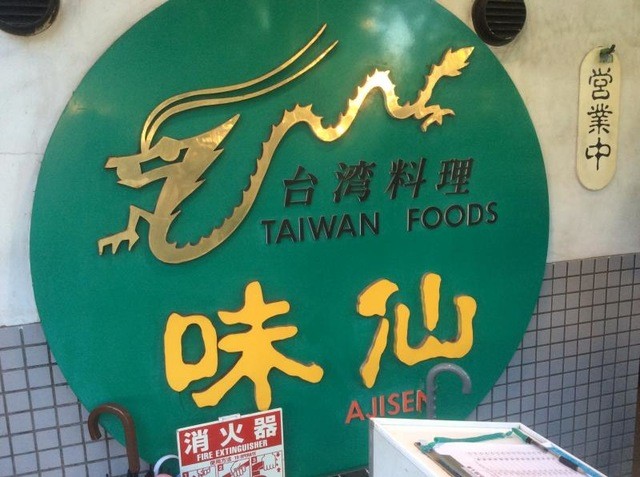 台湾料理
TAIWAN FOODS
味仙
AJISEN
営業中
消火器
FIRE EXTINGUISHER